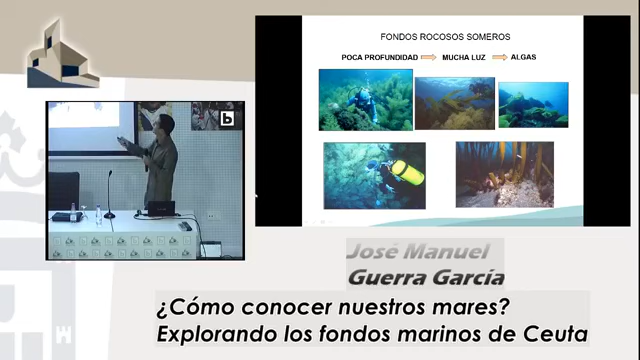 FONDOS ROCOSOS SOMEROS
POCA PROFUNDIDAD MUCHA LUZ ALGAS
b
José Manuel
Guerra García
¿Cómo conocer nuestros mares?
Explorando los fondos marinos de Ceuta